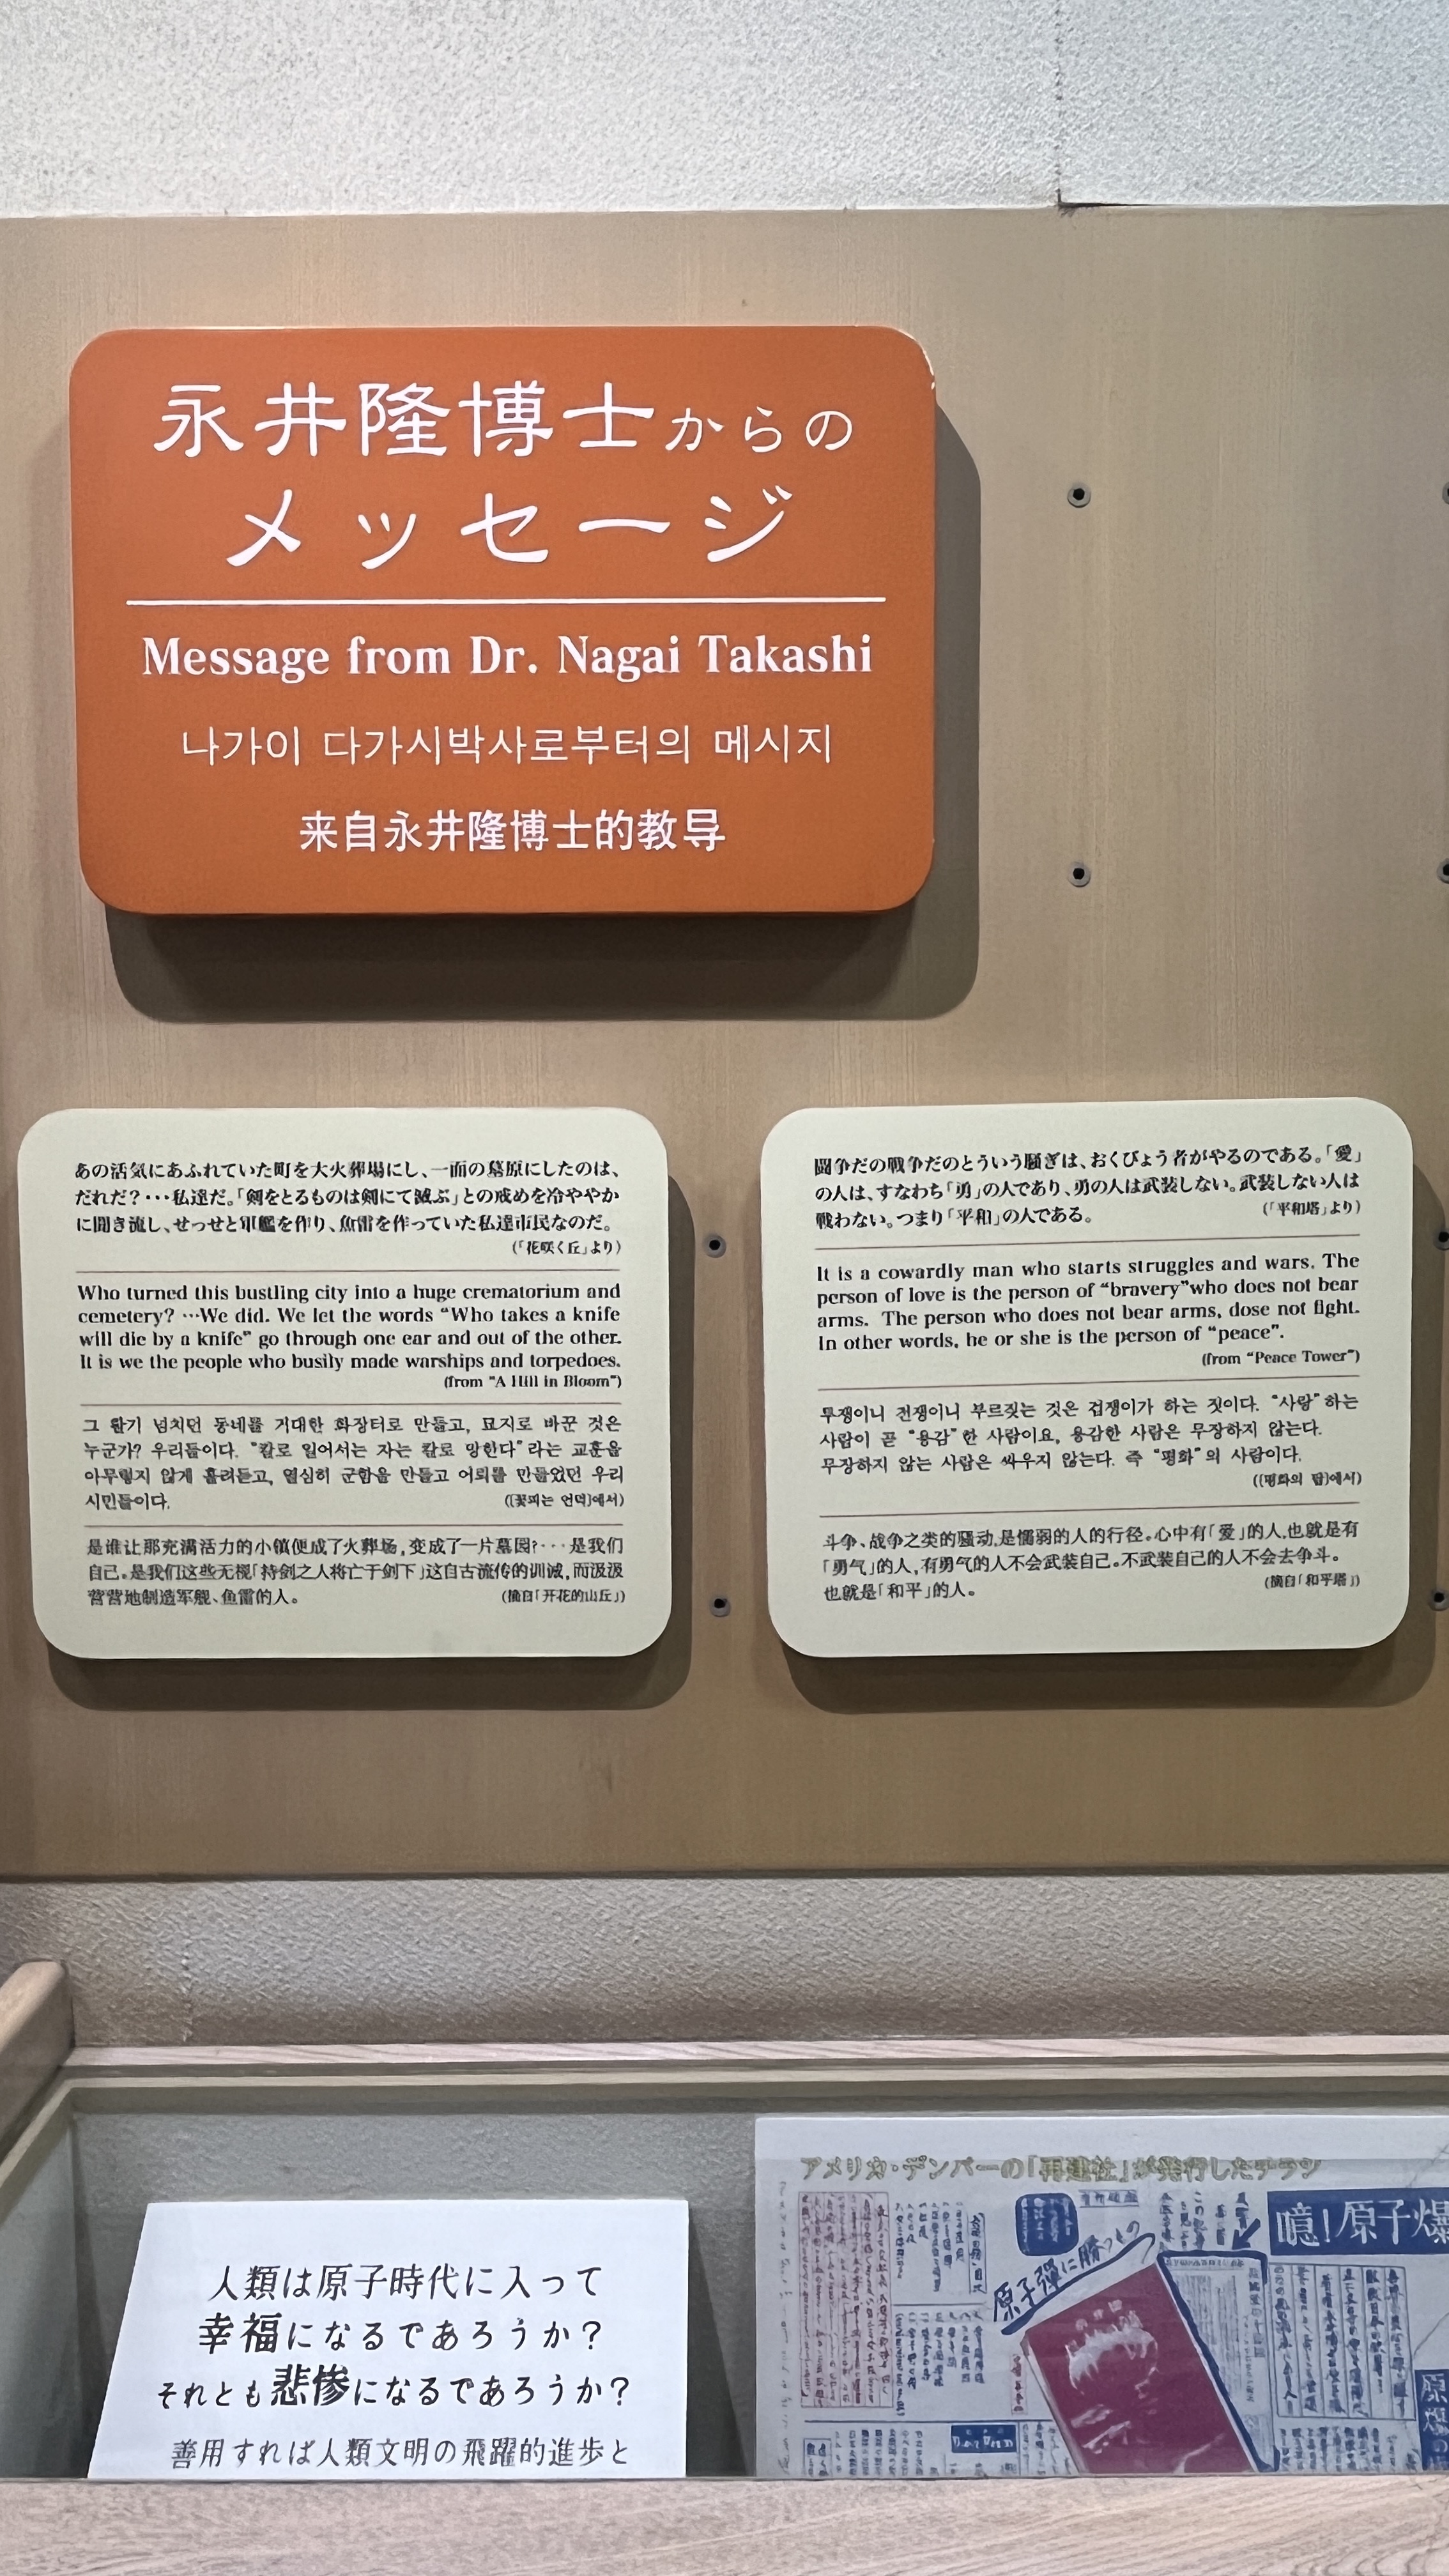 永井隆博士からの
メッセージ
Message from Dr. Nagai Takashi
나가이 다가시박사로부터의 메시지
来自永井隆博士的教导
あの活気にあふれていた町を大火葬場にし、一面の墓原にしたのは、
だれだ?・・・私達だ。「剣をとるものは剣にて滅ぶ」との戒めを冷ややか
に聞き流し、せっせと軍艦を作り、魚雷を作っていた私達市民なのだ。
(「花咲く丘」より)
Who turned this bustling city into a huge crematorium and
cemetery? …We did. We let the words “Who takes a knife
will die by a knife” go through one ear and out of the other.
It is we the people who busily made warships and torpedoes.
(from “A Hill in Bloom”)
그 활기 넘치던 동네를 거대한 화장터로 만들고, 묘지로 바꾼 것은
누군가? 우리들이다. “칼로 일어서는 자는 칼로 망한다” 라는 교훈을
아무렇지 않게 흘려듣고, 열심히 군함을 만들고 어뢰를 만들었던 우리
시민들이다.
([꽃피는 언덕]에서)
是谁让那充满活力的小镇便成了火葬场,变成了一片墓园?・・・是我们
自己。是我们这些无视「持剑之人将亡于剑下」这自古流传的训诫,而汲汲
营营地制造军舰、鱼雷的人。
(摘自「开花的山丘」)
闘争だの戦争だのとういう騒ぎは、おくびょう者がやるのである。「愛」
の人は、すなわち「勇」の人であり、勇の人は武装しない。武装しない人は
戦わない。つまり「平和」の人である。
(「平和塔」より)
It is a cowardly man who starts struggles and wars. The
person of love is the person of “bravery”who does not bear
arms. The person who does not bear arms, dose not fight.
In other words, he or she is the person of “peace”.
(from “Peace Tower”)
투쟁이니 전쟁이니 부르짖는 것은 겁쟁이가 하는 짓이다. “사랑” 하는
사람이 곧 “용감” 한 사람이요, 용감한 사람은 무장하지 않는다.
무장하지 않는 사람은 싸우지 않는다. 즉 “평화” 의 사람이다.
([평화의 탑]에서)
斗争、战争之类的骚动,是懦弱的人的行径。心中有「爱」的人,也就是有
「勇气」的人,有勇气的人不会武装自己。不武装自己的人不会去争斗。
也就是「和平」的人。
(摘自「和平塔」)
人類は原子時代に入って
幸福になるであろうか?
それとも悲惨になるであろうか?
善用すれば人類文明の飛躍的進歩と
アメリカ・デンバーの「再建社」が発行したチラシ
原子彈に勝つ
噫!原子爆